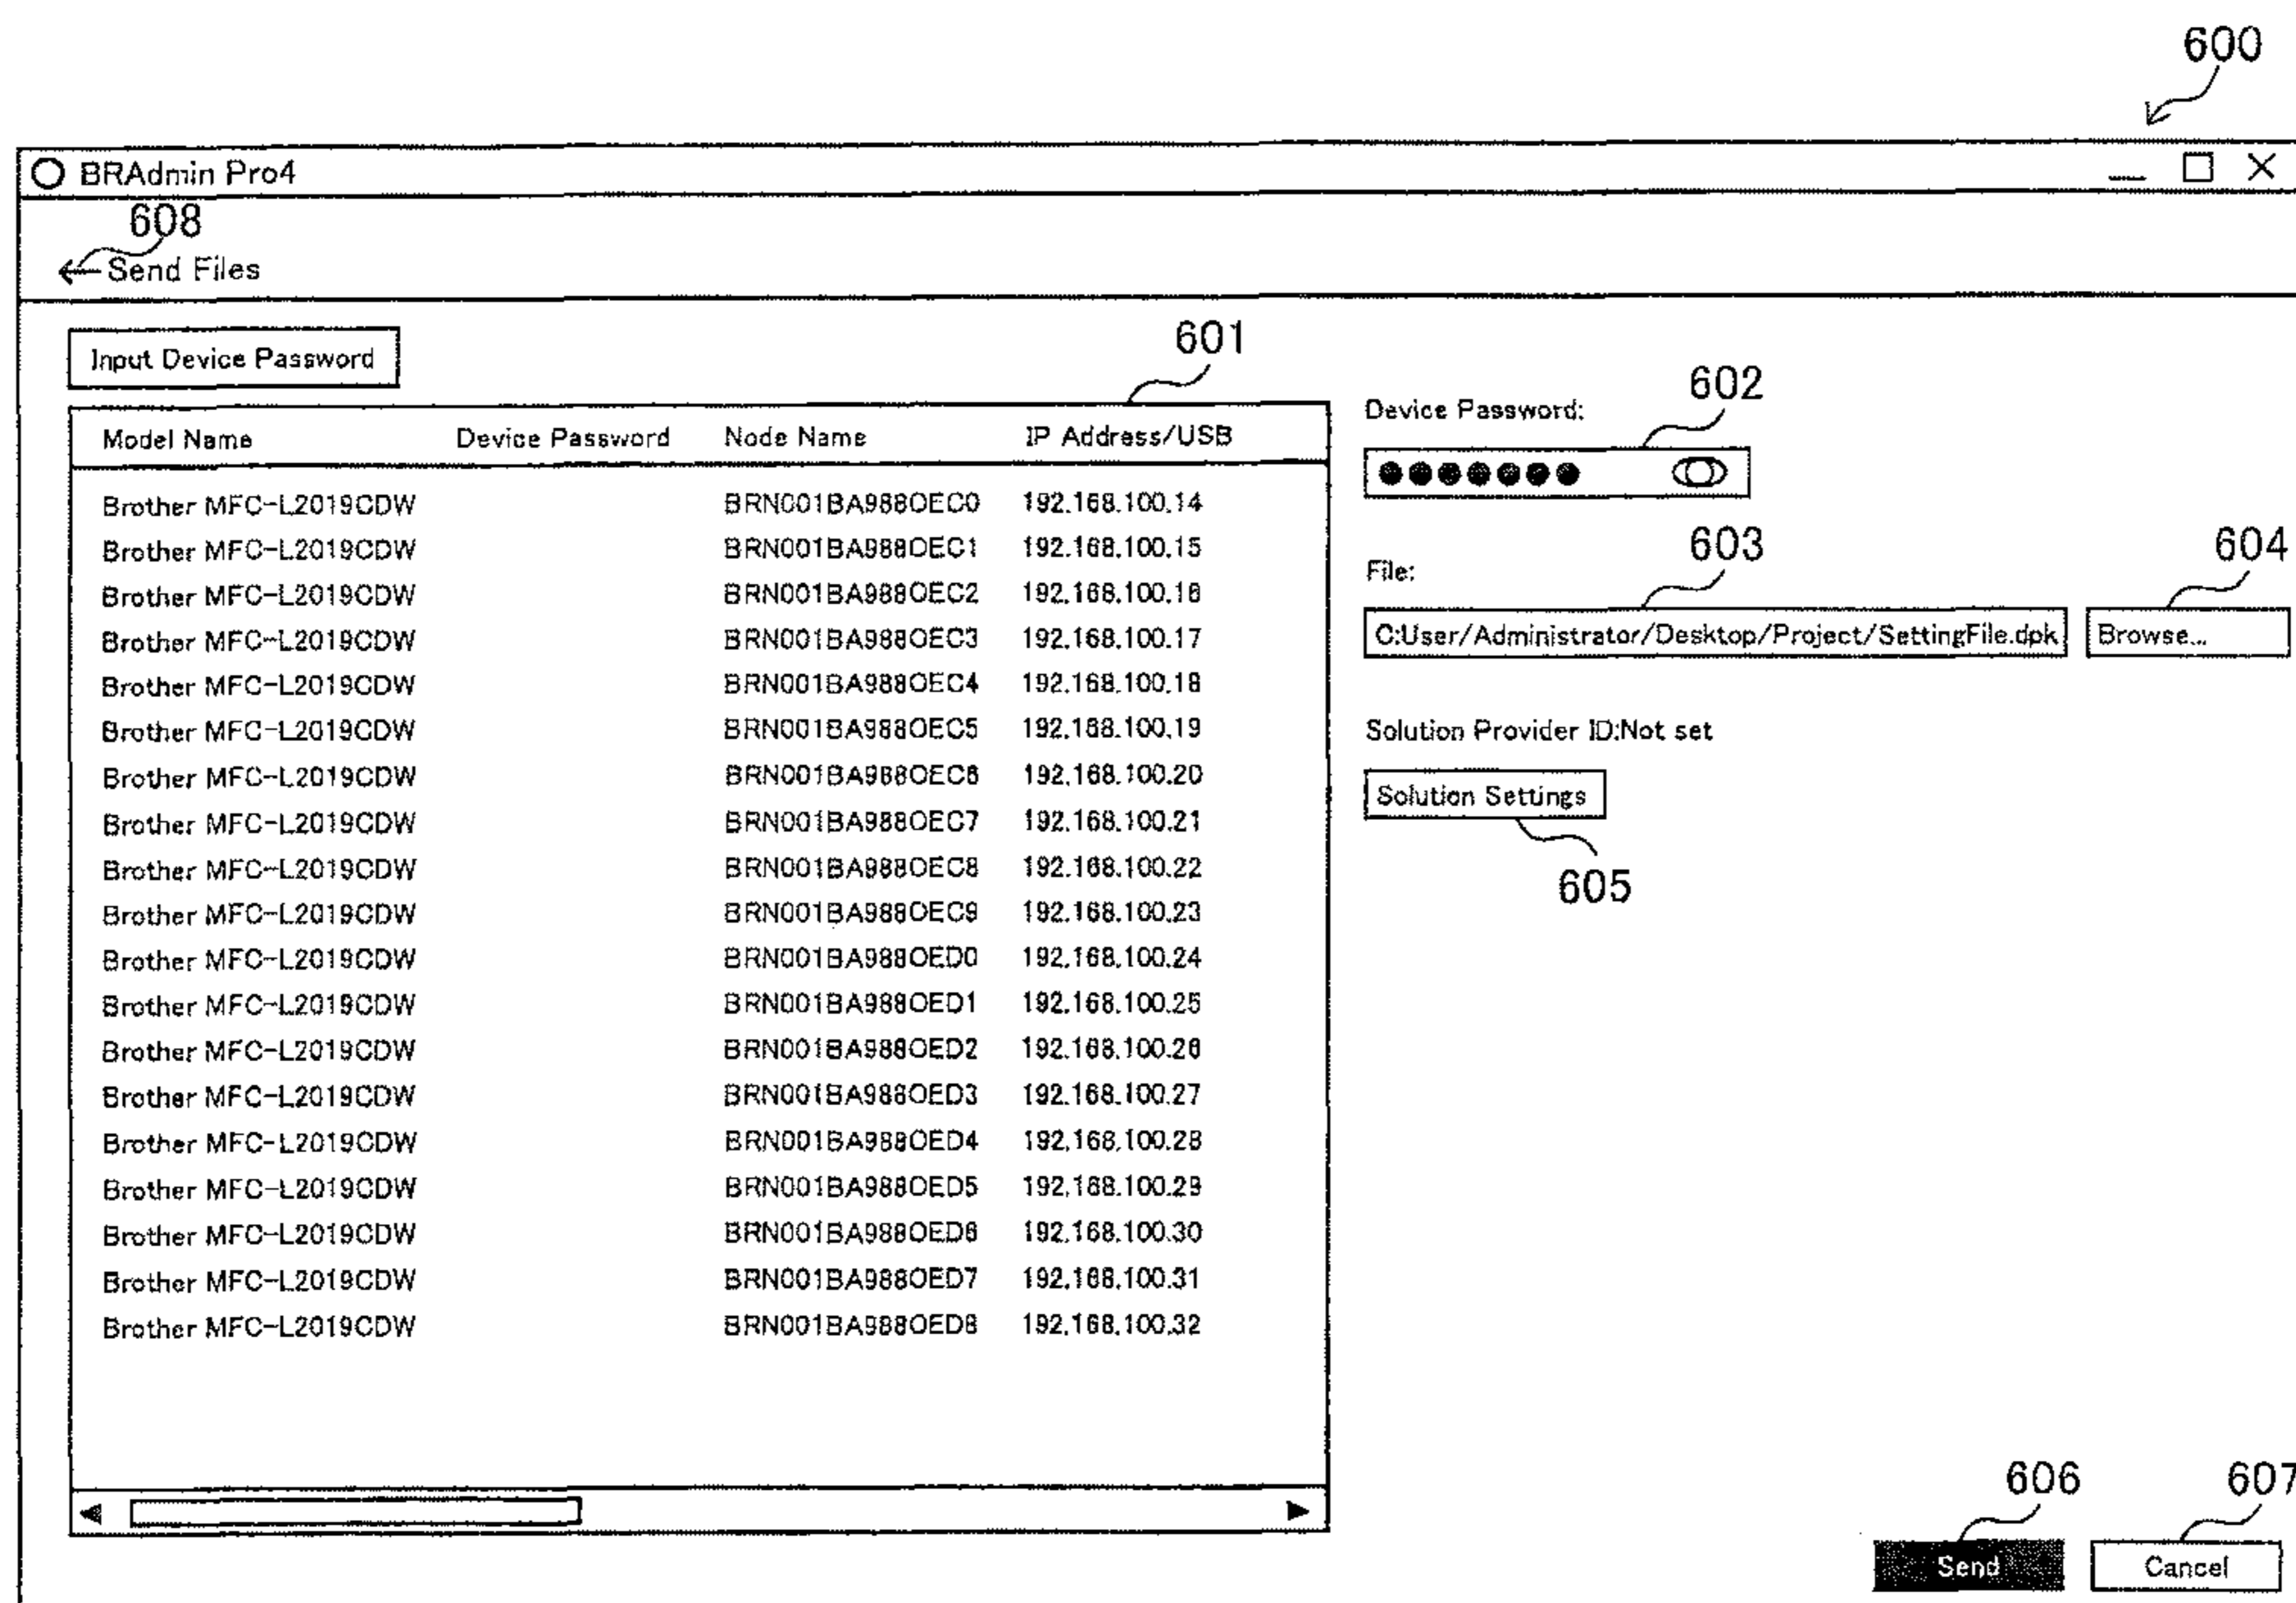 600
BRAdmin Pro4
608
Send Files
Input Device Password
601
Model Name Device Password Node Name IP Address/USB
Brother MFC-L2019CDW BRN001BA988OEC0 192.168.100.14
Brother MFC-L2019CDW BRN001BA988OEC1 192.168.100.15
Brother MFC-L2019CDW BRN001BA988OEC2 192.168.100.16
Brother MFC-L2019CDW BRN001BA988OEC3 192.168.100.17
Brother MFC-L2019CDW BRN001BA988OEC4 192.168.100.18
Brother MFC-L2019CDW BRN001BA988OEC5 192.168.100.19
Brother MFC-L2019CDW BRN001BA988OEC6 192.168.100.20
Brother MFC-L2019CDW BRN001BA988OEC7 192.168.100.21
Brother MFC-L2019CDW BRN001BA988OEC8 192.168.100.22
Brother MFC-L2019CDW BRN001BA988OEC9 192.168.100.23
Brother MFC-L2019CDW BRN001BA988OED0 192.168.100.24
Brother MFC-L2019CDW BRN001BA988OED1 192.168.100.25
Brother MFC-L2019CDW BRN001BA988OED2 192.168.100.26
Brother MFC-L2019CDW BRN001BA988OED3 192.168.100.27
Brother MFC-L2019CDW BRN001BA988OED4 192.168.100.28
Brother MFC-L2019CDW BRN001BA988OED5 192.168.100.29
Brother MFC-L2019CDW BRN001BA988OED6 192.168.100.30
Brother MFC-L2019CDW BRN001BA988OED7 192.168.100.31
Brother MFC-L2019CDW BRN001BA988OED8 192.168.100.32
602
Device Password:
603
604
File:
C:User/Administrator/Desktop/Project/SettingFile.dpk Browse...
Solution Provider ID:Not set
Solution Settings
605
606
607
Send Cancel